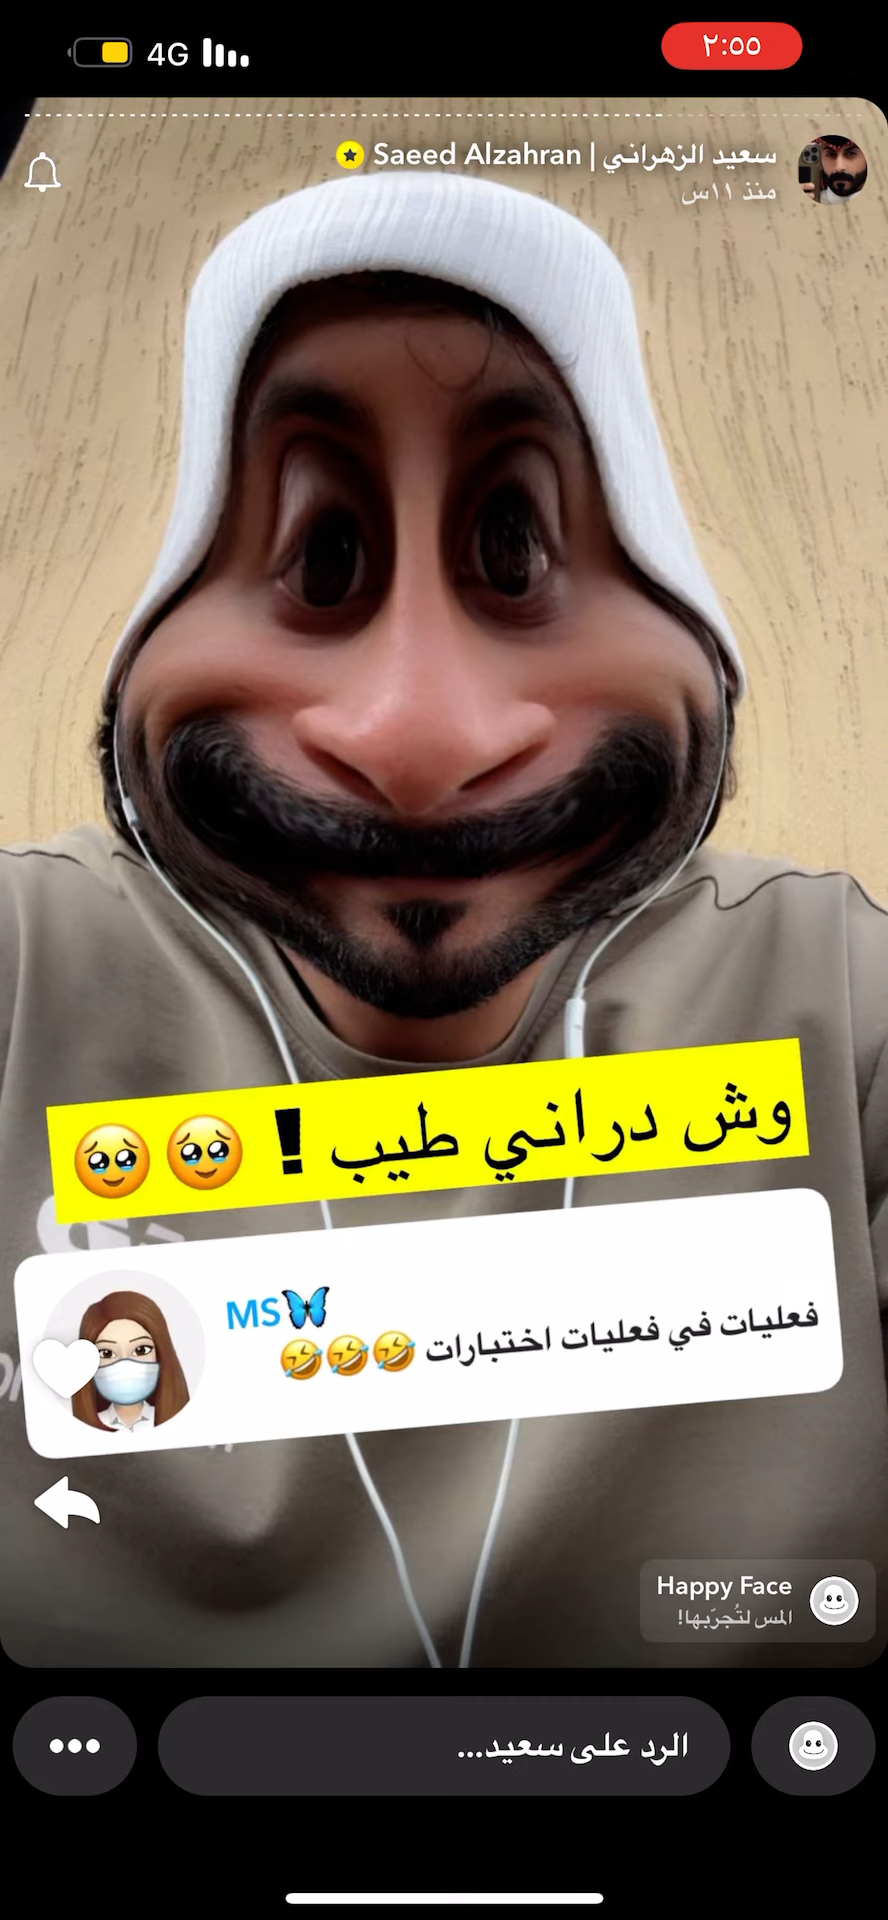 4G
٢:٥٥
سعيد الزهراني | Saeed Alzahran
منذ ١١س
وش دراني طيب ! 🥹🥹
MS🦋
فعليات في فعليات اختبارات 🤣🤣🤣
Happy Face
المس لتُجرّبها!
الرد على سعيد...